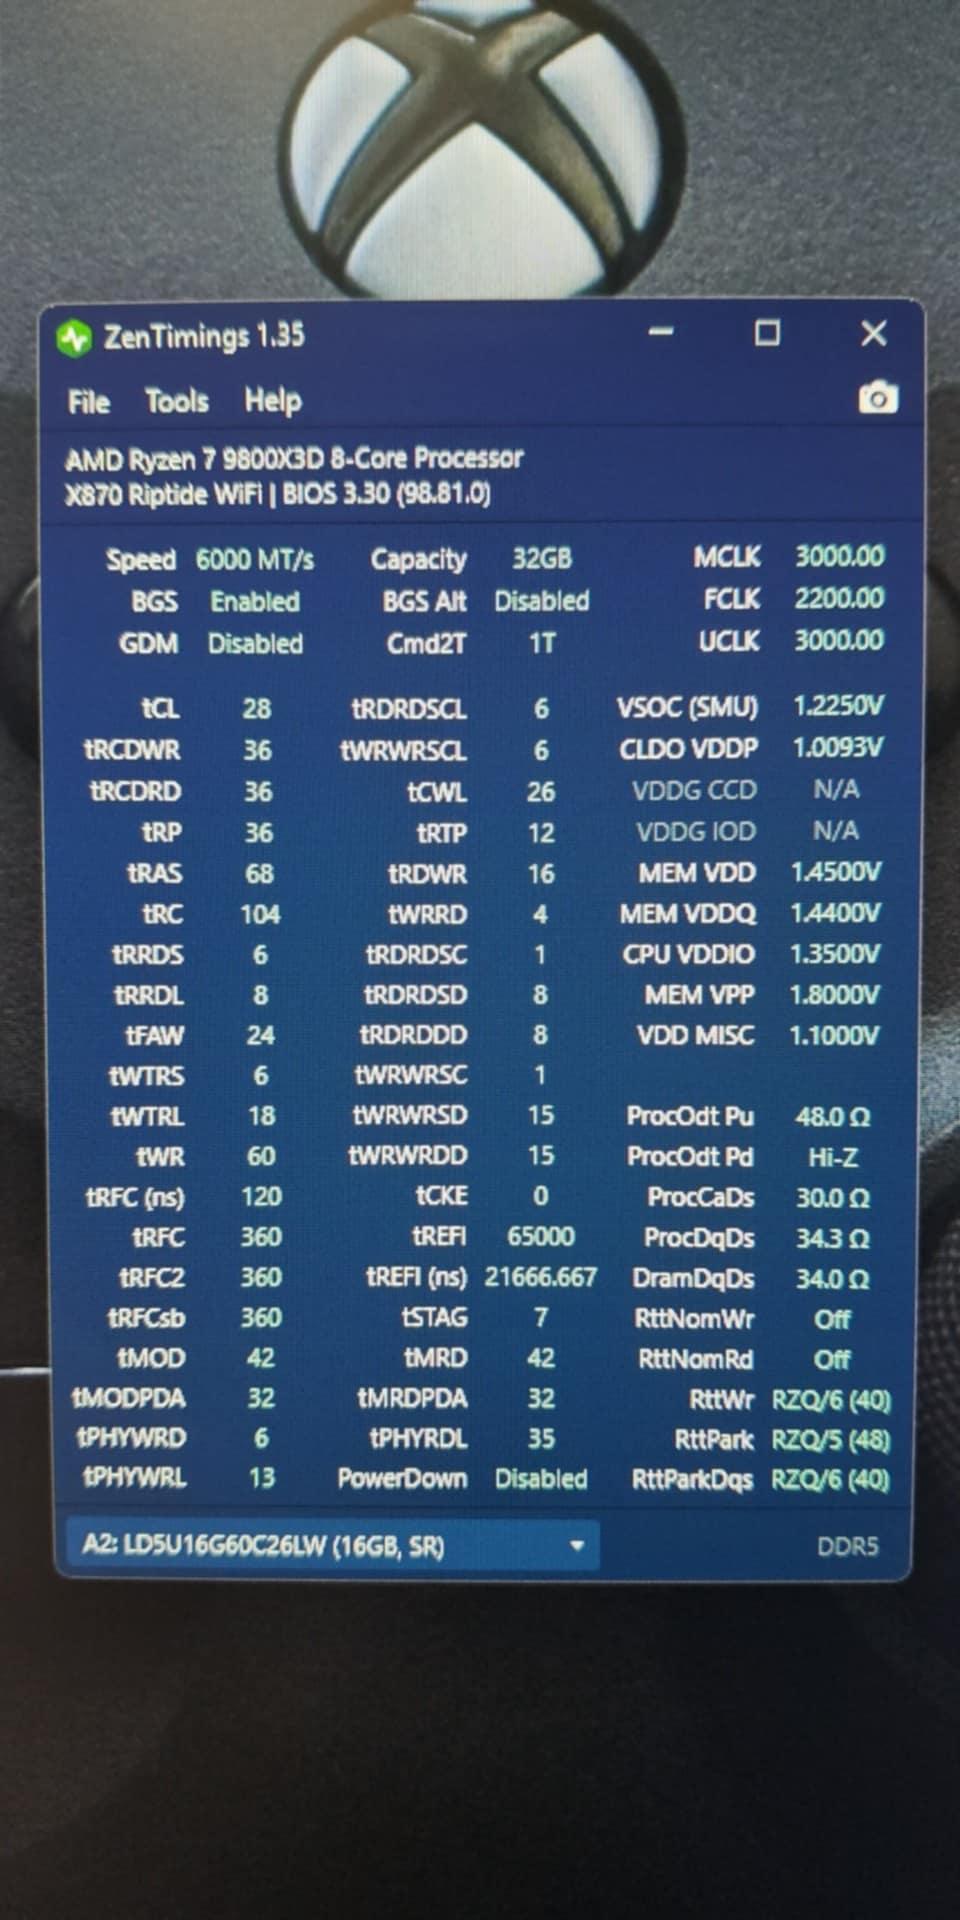 ZenTimings 1.35
File Tools Help
AMD Ryzen 7 9800X3D 8-Core Processor
X870 Riptide WiFi | BIOS 3.30 (98.81.0)
Speed 6000 MT/s Capacity 32GB MCLK 3000.00
BGS Enabled BGS Alt Disabled FCLK 2200.00
GDM Disabled Cmd2T 1T UCLK 3000.00
tCL 28 tRDRDSCL 6 VSOC (SMU) 1.2250V
tRCDWR 36 tWRWRSCL 6 CLDO VDDP 1.0093V
tRCDRD 36 tCWL 26 VDDG CCD N/A
tRP 36 tRTP 12 VDDG IOD N/A
tRAS 68 tRDWR 16 MEM VDD 1.4500V
tRC 104 tWRRD 4 MEM VDDQ 1.4400V
tRRDS 6 tRDRDSC 1 CPU VDDIO 1.3500V
tRRDL 8 tRDRDSD 8 MEM VPP 1.8000V
tFAW 24 tRDRDDD 8 VDD MISC 1.1000V
tWTRS 6 tWRWRSC 1
tWTRL 18 tWRWRSD 15 ProcOdt Pu 48.0 Ω
tWR 60 tWRWRDD 15 ProcOdt Pd Hi-Z
tRFC (ns) 120 tCKE 0 ProcCaDs 30.0 Ω
tRFC 360 tREFI 65000 ProcDqDs 34.3 Ω
tRFC2 360 tREFI (ns) 21666.667 DramDqDs 34.0 Ω
tRFCsb 360 tSTAG 7 RttNomWr Off
tMOD 42 tMRD 42 RttNomRd Off
tMODPDA 32 tMRDPDA 32 RttWr RZQ/6 (40)
tPHYWRD 6 tPHYRDL 35 RttPark RZQ/5 (48)
tPHYWRL 13 PowerDown Disabled RttParkDqs RZQ/6 (40)
A2: LD5U16G60C26LW (16GB, SR) DDR5